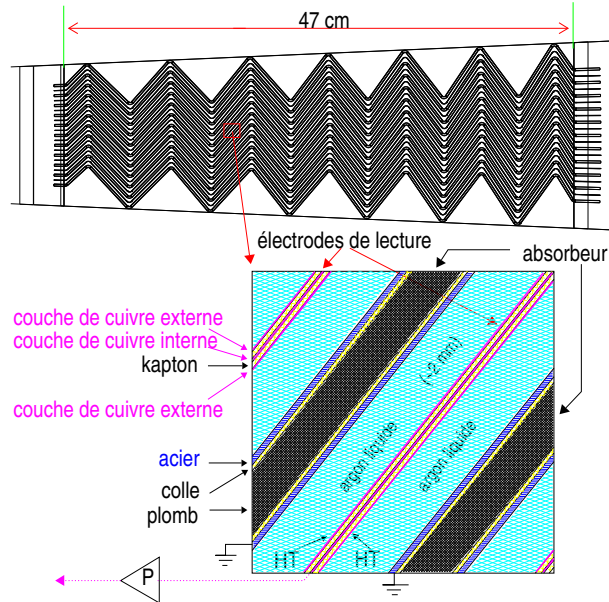 47 cm
électrodes de lecture
absorbeur
couche de cuivre externe
couche de cuivre interne
kapton
couche de cuivre externe
(~2 mm)
acier
argon liquide
argon liquide
colle
plomb
HT
HT
P